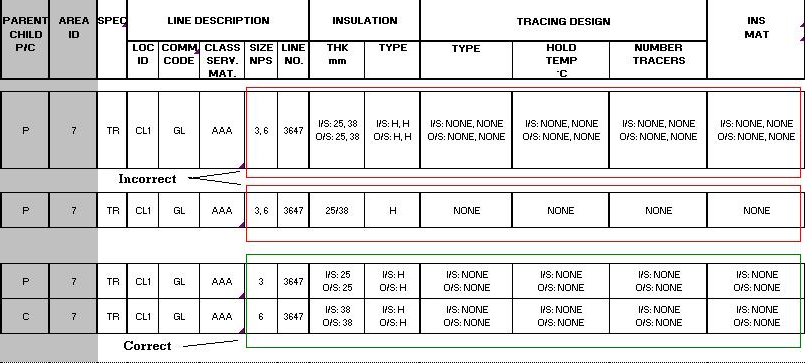 PARENT CHILD P/C AREA ID SPEC LINE DESCRIPTION INSULATION TRACING DESIGN INS MAT
LOC ID COMM. CODE CLASS SERV. MAT. SIZE NPS LINE NO. THK mm TYPE TYPE HOLD TEMP °C NUMBER TRACERS
P 7 TR CL1 GL AAA 3, 6 3647 I/S: 25, 38 I/S: H, H I/S: NONE, NONE I/S: NONE, NONE I/S: NONE, NONE I/S: NONE, NONE
O/S: 25, 38 O/S: H, H O/S: NONE, NONE O/S: NONE, NONE O/S: NONE, NONE O/S: NONE, NONE
Incorrect
P 7 TR CL1 GL AAA 3, 6 3647 25/38 H NONE NONE NONE NONE
P 7 TR CL1 GL AAA 3 3647 I/S: 25 I/S: H I/S: NONE I/S: NONE I/S: NONE I/S: NONE
O/S: 25 O/S: H O/S: NONE O/S: NONE O/S: NONE O/S: NONE
C 7 TR CL1 GL AAA 6 3647 I/S: 38 I/S: H I/S: NONE I/S: NONE I/S: NONE I/S: NONE
O/S: 38 O/S: H O/S: NONE O/S: NONE O/S: NONE O/S: NONE
Correct